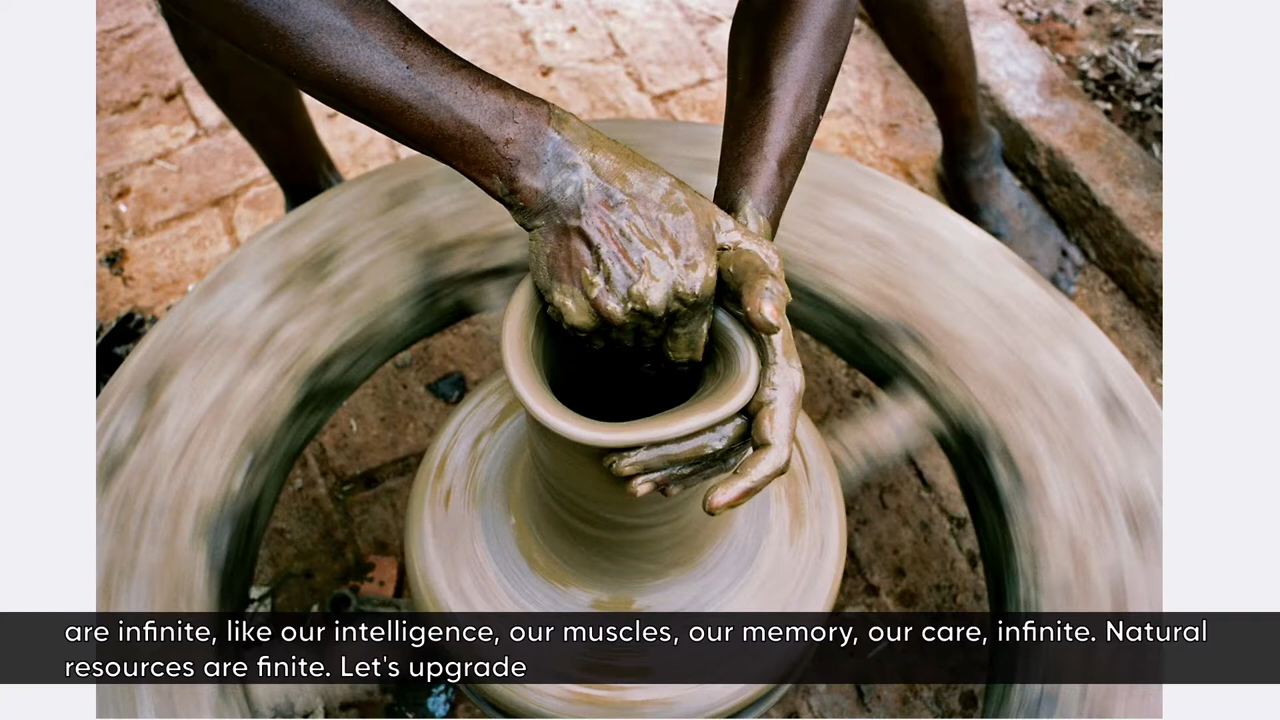 are infinite, like our intelligence, our muscles, our memory, our care, infinite. Natural
resources are finite. Let's upgrade